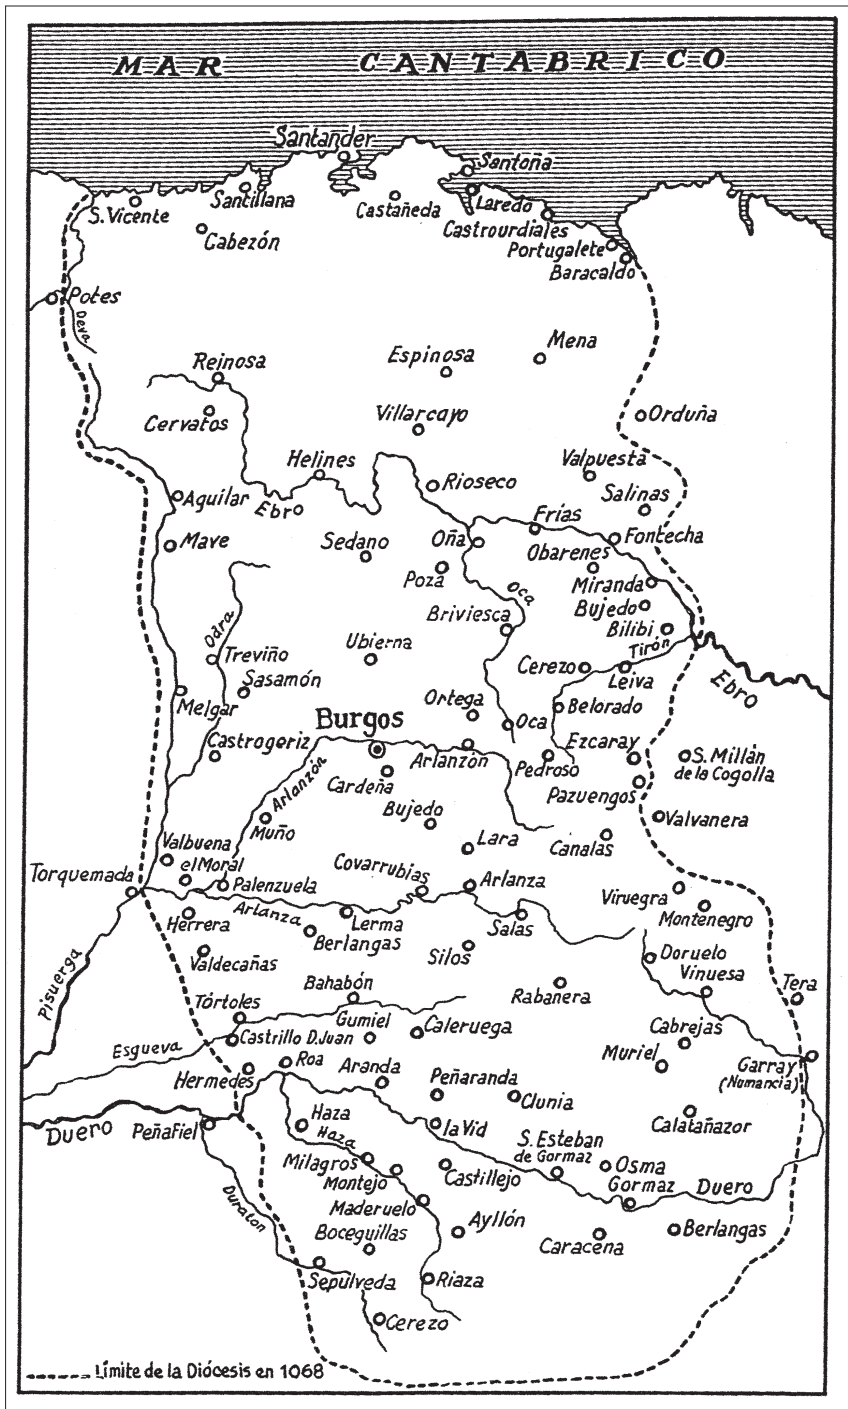 MAR CANTABRICO
Santander
Santoña
S. Vicente
Santillana
Castañeda
Laredo
Castrourdiales
Cabezón
Portugalete
Baracaldo
Potes
Deva
Reinosa
Espinosa
Mena
Cervatos
Villarcayo
Orduña
Helines
Valpuesta
Aguilar
Ebro
Rioseco
Salinas
Mave
Sedano
Oña
Frías
Fontecha
Obarenes
Poza
Oca
Miranda
Bujedo
Briviesca
Bilibi
Odra
Treviño
Ubierna
Tirón
Cerezo
Leiva
Ebro
Sasamón
Melgar
Ortega
Oca
Belorado
Burgos
Castrogeriz
Arlanzón
Ezcaray
S. Millán
de la Cogolla
Pedroso
Cardeña
Arlanzón
Pazuengos
Muño
Bujedo
Valvanera
Valbuena
Lara
Canalas
el Moral
Covarrubias
Torquemada
Palenzuela
Arlanza
Viruegra
Montenegro
Herrera
Arlanza
Lerma
Berlangas
Salas
Silos
Valdecañas
Doruelo
Vinuesa
Pisuerga
Bahabón
Rabanera
Tera
Tórtoles
Gumiel
Caleruega
Cabrejas
Castrillo D. Juan
Esgueva
Muriel
Garray
(Numancia)
Roa
Hermedes
Aranda
Peñaranda
Clunia
Duero
Peñafiel
Haza
Haza
la Vid
Calatañazor
S. Esteban
de Gormaz
Milagros
Montejo
Castillejo
Osma
Gormaz
Duero
Duraton
Maderuelo
Boceguillas
Ayllón
Caracena
Berlangas
Sepúlveda
Riaza
Cerezo
Límite de la Diócesis en 1068